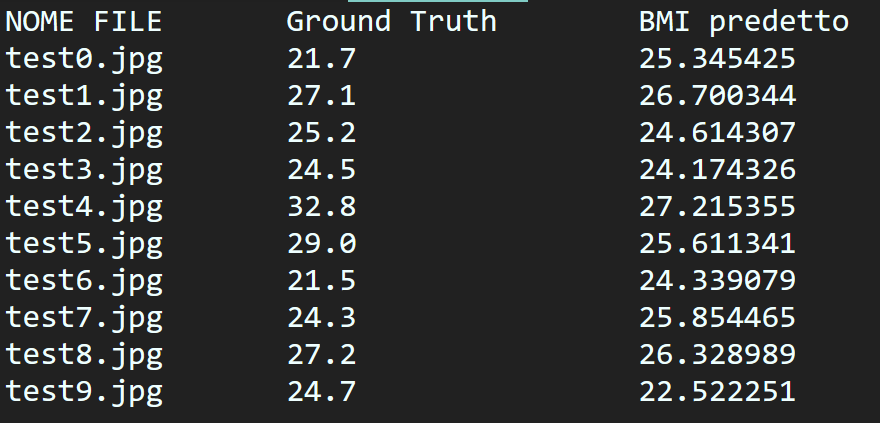 NOME FILE Ground Truth BMI predetto
test0.jpg 21.7 25.345425
test1.jpg 27.1 26.700344
test2.jpg 25.2 24.614307
test3.jpg 24.5 24.174326
test4.jpg 32.8 27.215355
test5.jpg 29.0 25.611341
test6.jpg 21.5 24.339079
test7.jpg 24.3 25.854465
test8.jpg 27.2 26.328989
test9.jpg 24.7 22.522251